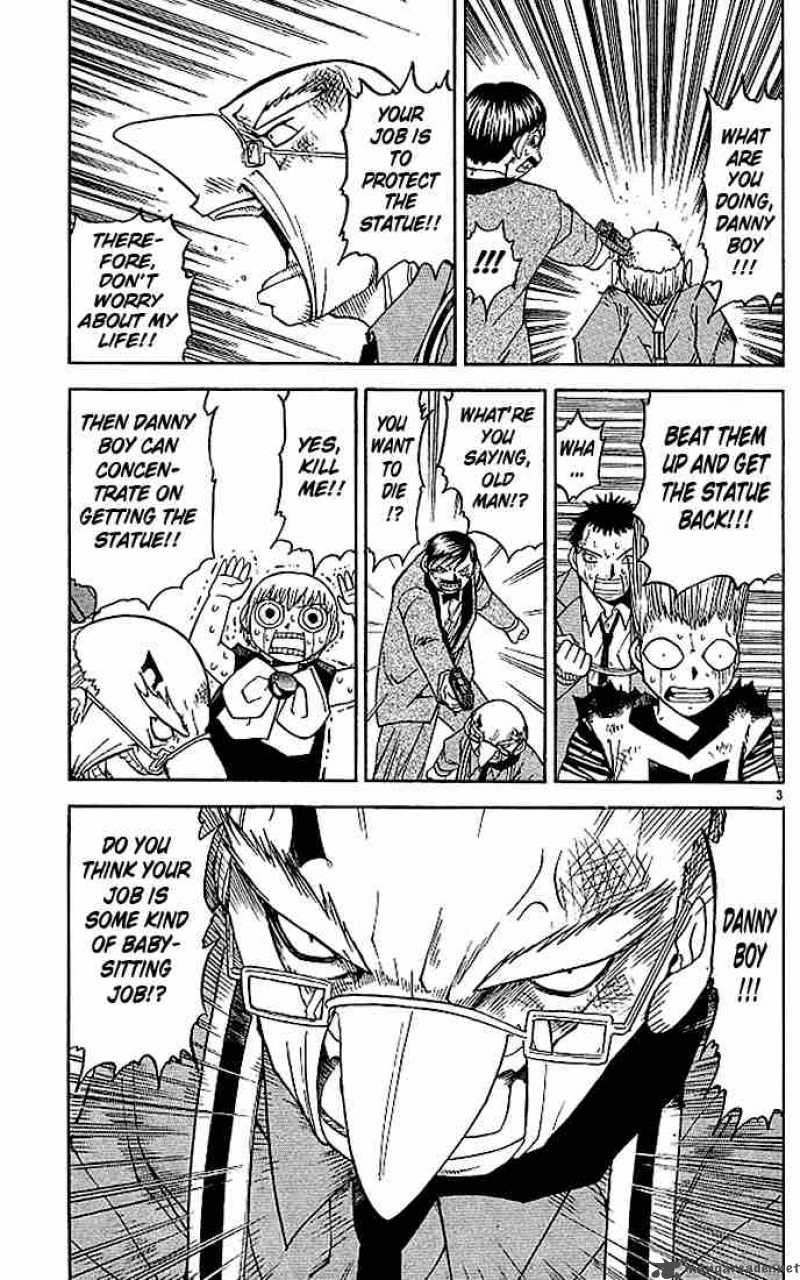 WHAT
ARE
YOU
DOING,
DANNY
BOY
!!!
!!!
YOUR
JOB IS
TO
PROTECT
THE
STATUE!!
THERE-
FORE,
DON'T
WORRY
ABOUT MY
LIFE!!
BEAT THEM
UP AND GET
THE STATUE
BACK!!!
WHA
...
WHAT'RE
YOU
SAYING,
OLD
MAN!?
YOU
WANT
TO
DIE
!?
YES,
KILL
ME!!
THEN DANNY
BOY CAN
CONCEN-
TRATE ON
GETTING THE
STATUE!!
3
DANNY
BOY
!!!
DO YOU
THINK YOUR
JOB IS
SOME KIND
OF BABY-
SITTING
JOB!?